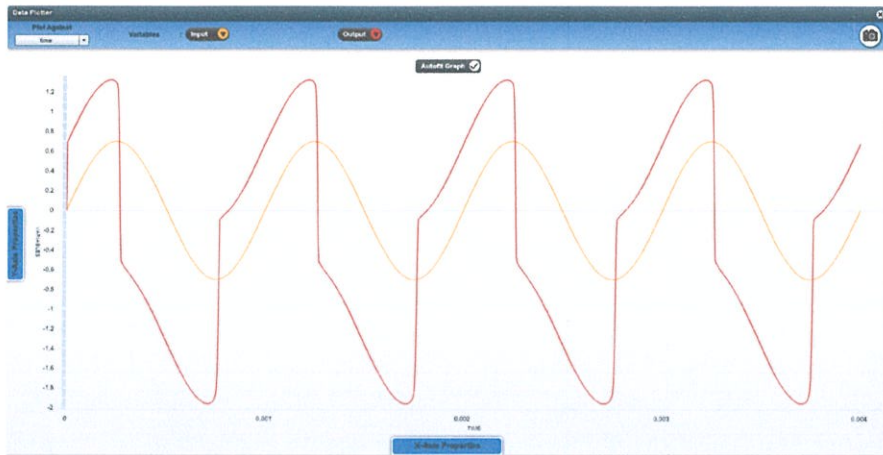 Data Plotter
Plot Against
time
Variables
Input
Output
Autofit Graph
1.2
1
0.8
0.6
0.4
0.2
0
-0.2
-0.4
-0.6
-0.8
-1
-1.2
-1.4
-1.6
-1.8
-2
Y-Axis Properties
0
0.001
0.002
0.003
0.004
TIME
X-Axis Properties